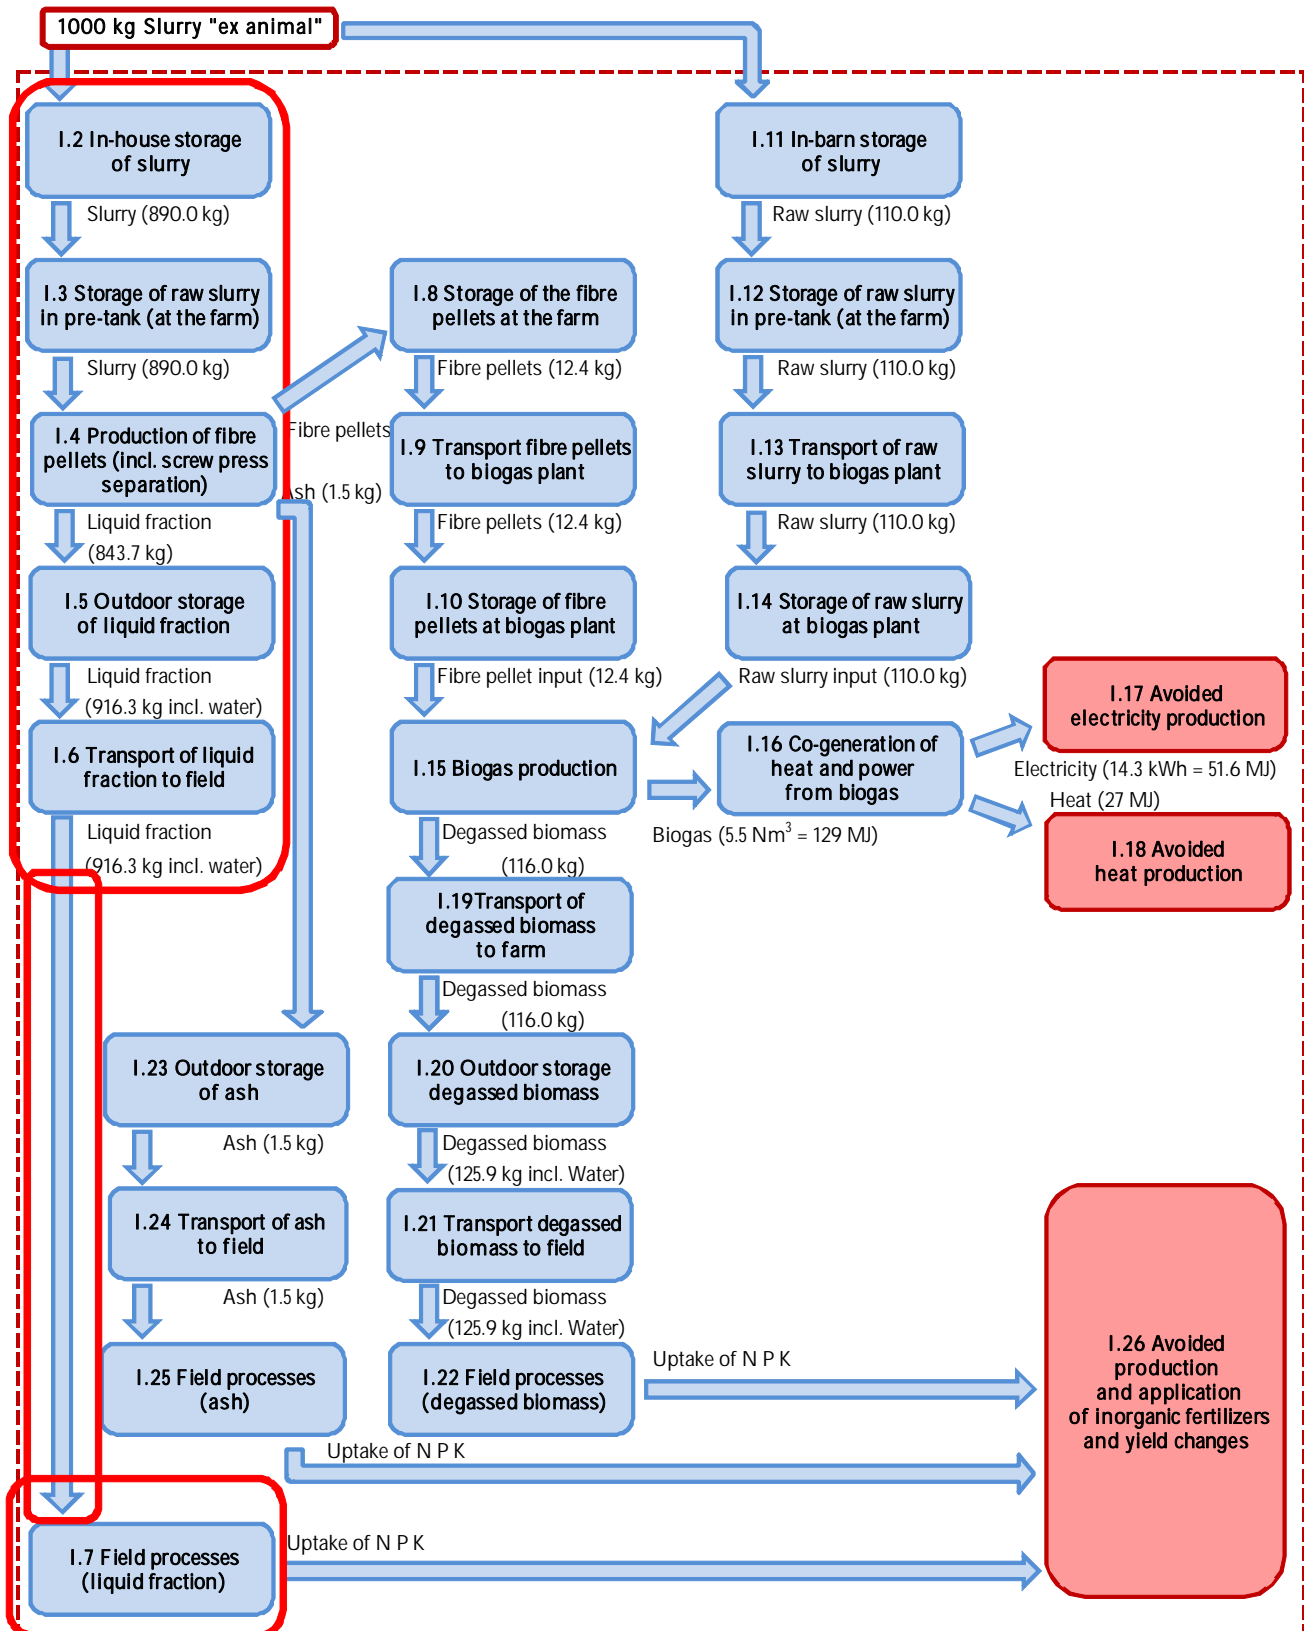 1000 kg Slurry "ex animal"
I.2 In-house storage
of slurry
Slurry (890.0 kg)
I.3 Storage of raw slurry
in pre-tank (at the farm)
Slurry (890.0 kg)
I.4 Production of fibre
pellets (incl. screw press
separation)
Fibre pellets
Ash (1.5 kg)
Liquid fraction
(843.7 kg)
I.5 Outdoor storage
of liquid fraction
Liquid fraction
(916.3 kg incl. water)
I.6 Transport of liquid
fraction to field
Liquid fraction
(916.3 kg incl. water)
I.8 Storage of the fibre
pellets at the farm
Fibre pellets (12.4 kg)
I.9 Transport fibre pellets
to biogas plant
Fibre pellets (12.4 kg)
I.10 Storage of fibre
pellets at biogas plant
Fibre pellet input (12.4 kg)
I.11 In-barn storage
of slurry
Raw slurry (110.0 kg)
I.12 Storage of raw slurry
in pre-tank (at the farm)
Raw slurry (110.0 kg)
I.13 Transport of raw
slurry to biogas plant
Raw slurry (110.0 kg)
I.14 Storage of raw slurry
at biogas plant
Raw slurry input (110.0 kg)
I.15 Biogas production
Biogas (5.5 Nm³ = 129 MJ)
I.16 Co-generation of
heat and power
from biogas
I.17 Avoided
electricity production
Electricity (14.3 kWh = 51.6 MJ)
Heat (27 MJ)
I.18 Avoided
heat production
Degassed biomass
(116.0 kg)
I.19Transport of
degassed biomass
to farm
Degassed biomass
(116.0 kg)
I.20 Outdoor storage
degassed biomass
Degassed biomass
(125.9 kg incl. Water)
I.21 Transport degassed
biomass to field
Degassed biomass
(125.9 kg incl. Water)
I.22 Field processes
(degassed biomass)
Uptake of N P K
I.23 Outdoor storage
of ash
Ash (1.5 kg)
I.24 Transport of ash
to field
Ash (1.5 kg)
I.25 Field processes
(ash)
Uptake of N P K
I.7 Field processes
(liquid fraction)
Uptake of N P K
I.26 Avoided
production
and application
of inorganic fertilizers
and yield changes